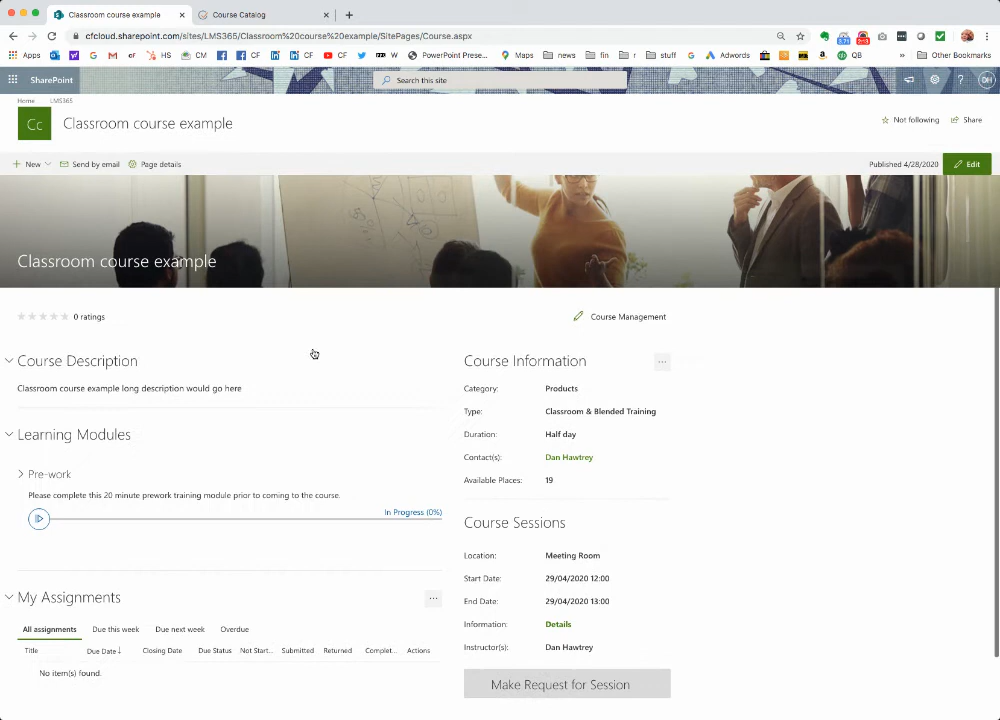 Classroom course example
Course Catalog
cfcloud.sharepoint.com/sites/LMS365/Classroom%20course%20example/SitePages/Course.aspx
Apps G M HS CM CF CF CF CF W PowerPoint Prese... Maps news fin r stuff Adwords QB » Other Bookmarks
SharePoint
Search this site
DH
Home LMS365
Cc
Classroom course example
Not following
Share
New
Send by email
Page details
Published 4/28/2020
Edit
Classroom course example
0 ratings
Course Management
Course Description
Classroom course example long description would go here
Learning Modules
Pre-work
Please complete this 20 minute prework training module prior to coming to the course.
In Progress (0%)
My Assignments
...
All assignments Due this week Due next week Overdue
Title Due Date↓ Closing Date Due Status Not Start... Submitted Returned Complet... Actions
No item(s) found.
Course Information
...
Category: Products
Type: Classroom & Blended Training
Duration: Half day
Contact(s): Dan Hawtrey
Available Places: 19
Course Sessions
Location: Meeting Room
Start Date: 29/04/2020 12:00
End Date: 29/04/2020 13:00
Information: Details
Instructor(s): Dan Hawtrey
Make Request for Session